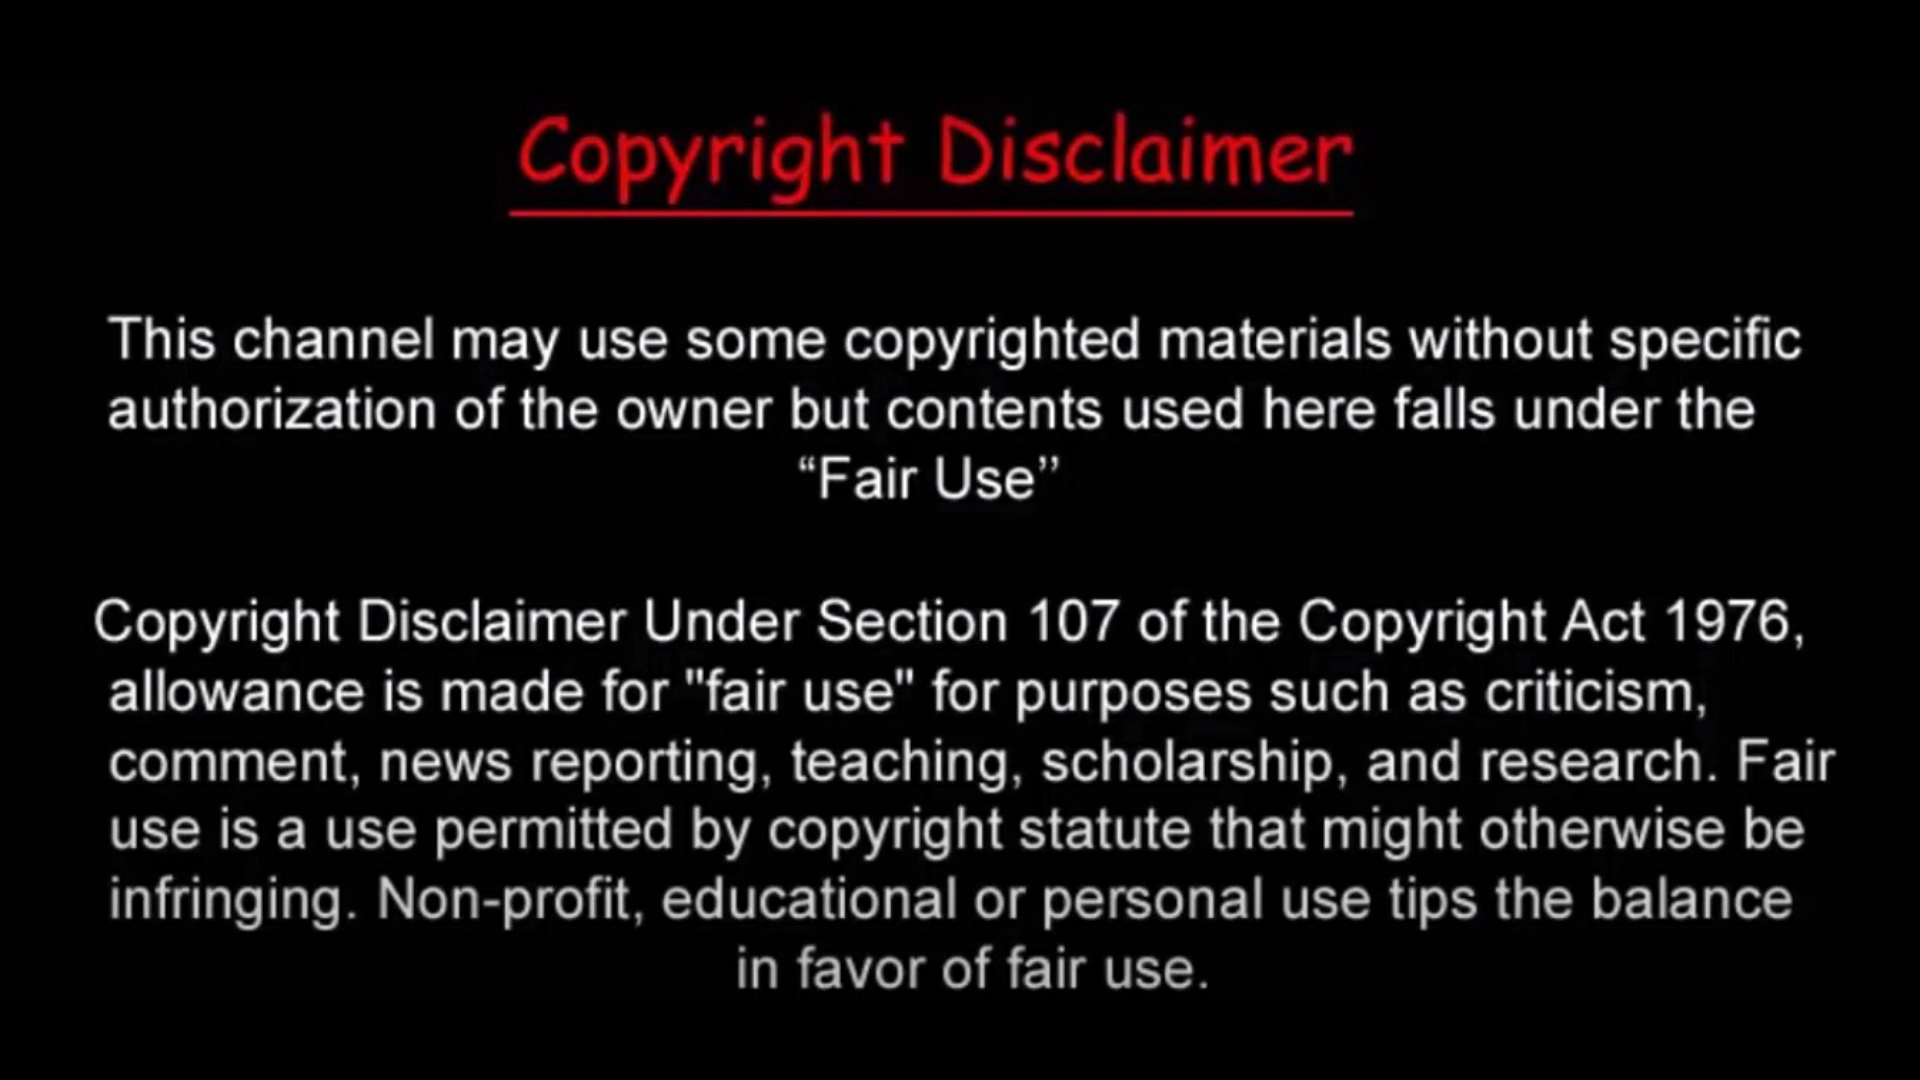 Copyright Disclaimer
This channel may use some copyrighted materials without specific
authorization of the owner but contents used here falls under the
“Fair Use”
Copyright Disclaimer Under Section 107 of the Copyright Act 1976,
allowance is made for "fair use" for purposes such as criticism,
comment, news reporting, teaching, scholarship, and research. Fair
use is a use permitted by copyright statute that might otherwise be
infringing. Non-profit, educational or personal use tips the balance
in favor of fair use.